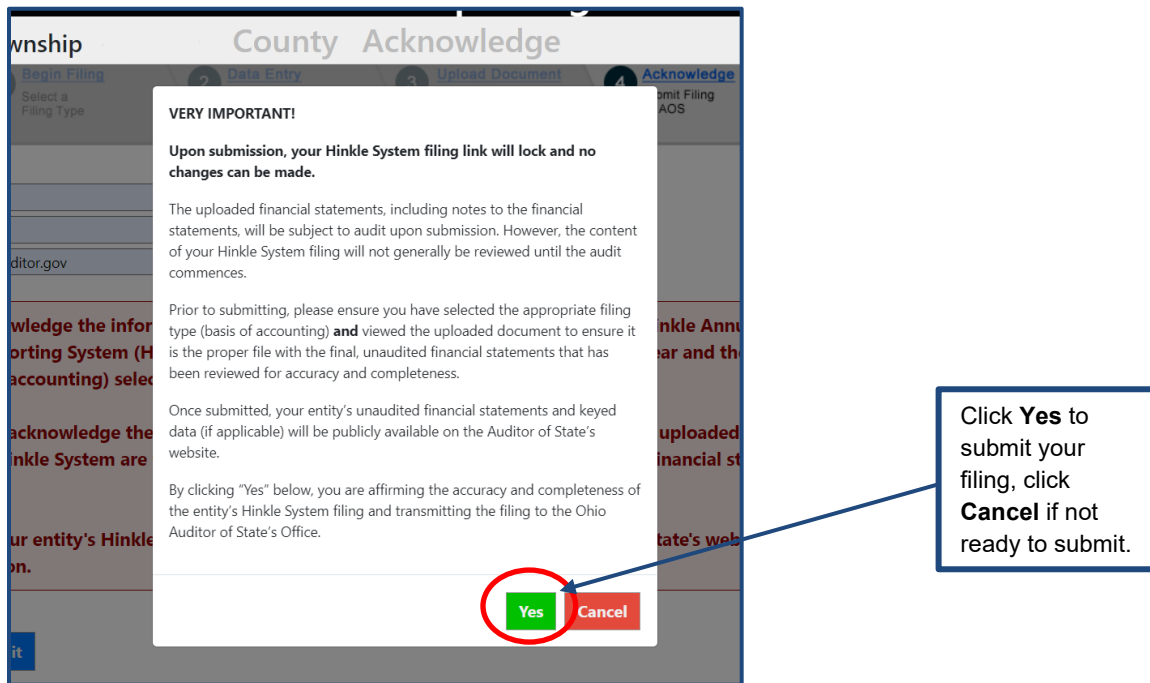 wnship County Acknowledge
Begin Filing 2 Data Entry 3 Upload Document 4 Acknowledge
Select a
Filing Type
bmit Filing
AOS
VERY IMPORTANT!
Upon submission, your Hinkle System filing link will lock and no
changes can be made.
The uploaded financial statements, including notes to the financial
statements, will be subject to audit upon submission. However, the content
of your Hinkle System filing will not generally be reviewed until the audit
commences.
Prior to submitting, please ensure you have selected the appropriate filing
type (basis of accounting) and viewed the uploaded document to ensure it
is the proper file with the final, unaudited financial statements that has
been reviewed for accuracy and completeness.
Once submitted, your entity's unaudited financial statements and keyed
data (if applicable) will be publicly available on the Auditor of State's
website.
By clicking "Yes" below, you are affirming the accuracy and completeness of
the entity's Hinkle System filing and transmitting the filing to the Ohio
Auditor of State's Office.
Yes Cancel
ditor.gov
wledge the infor
inkle Annu
orting System (H
ear and th
accounting) selec
acknowledge the
uploaded
inkle System are
inancial st
ur entity's Hinkle
tate's web
on.
it
Click Yes to
submit your
filing, click
Cancel if not
ready to submit.